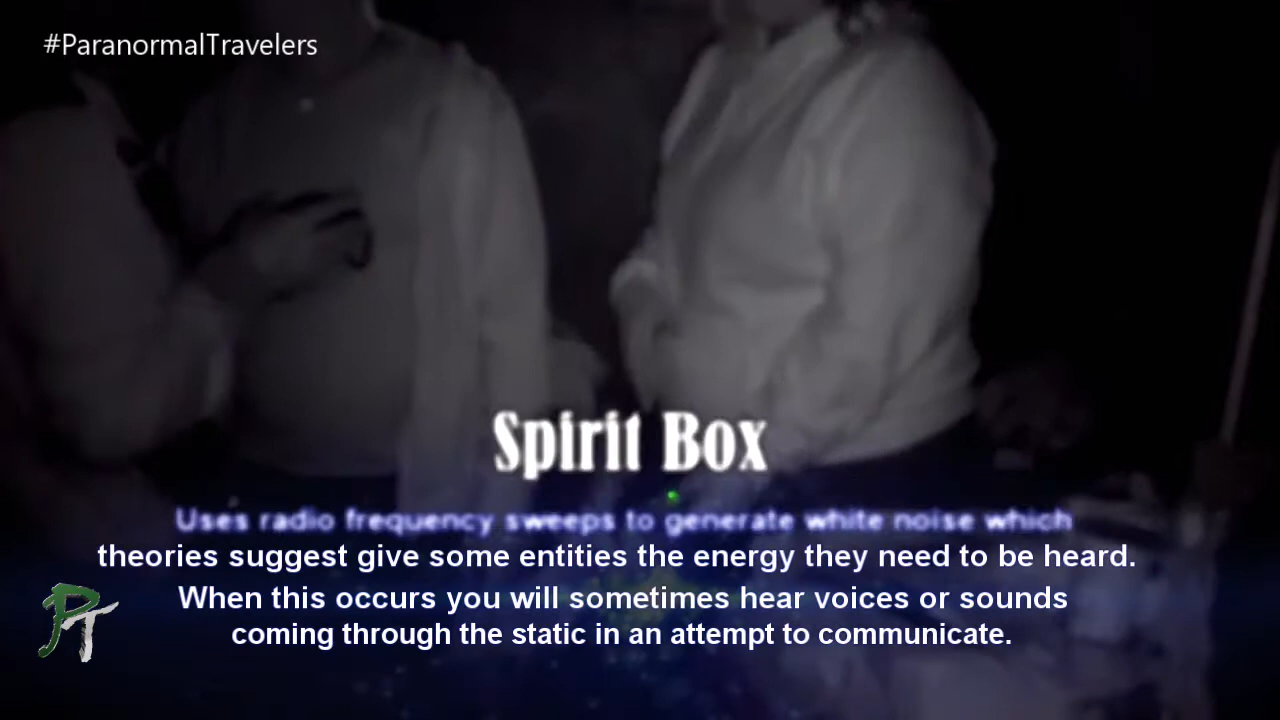 #ParanormalTravelers
Spirit Box
Uses radio frequency sweeps to generate white noise which
theories suggest give some entities the energy they need to be heard.
When this occurs you will sometimes hear voices or sounds
coming through the static in an attempt to communicate.
PT